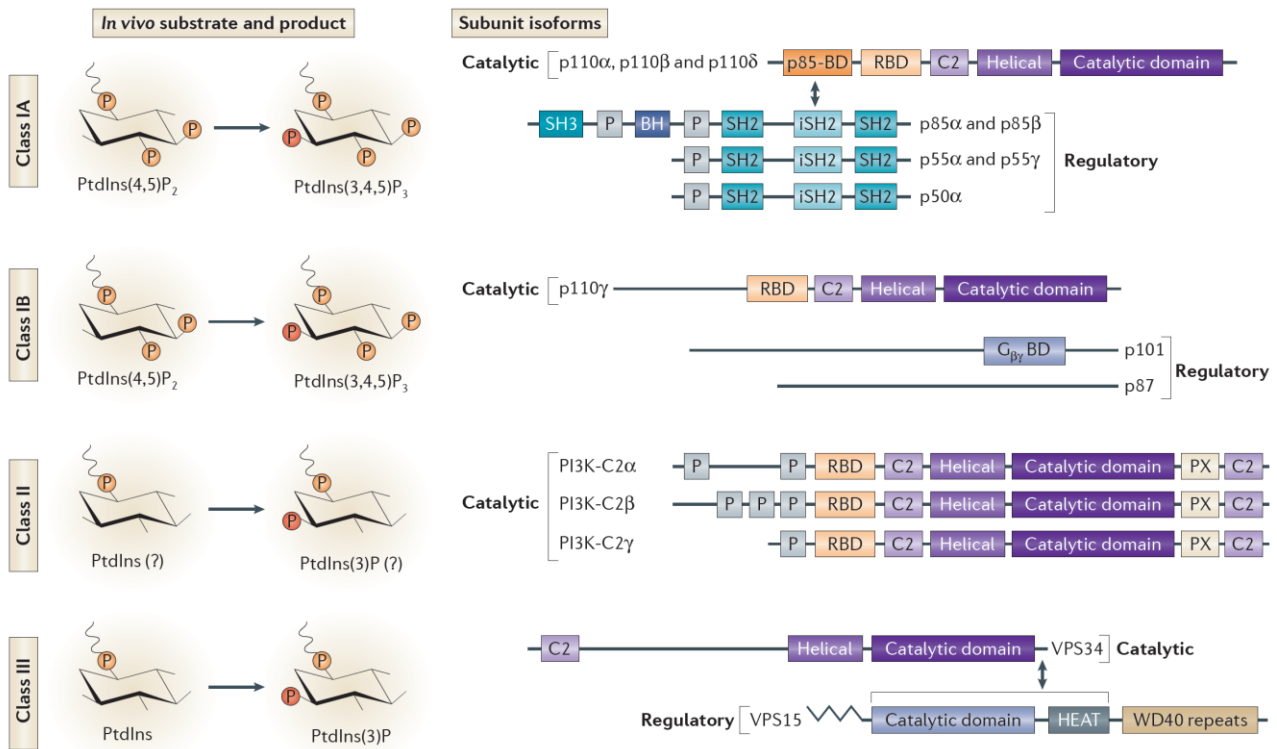 In vivo substrate and product
Subunit isoforms
Class IA
P
P
P
PtdIns(4,5)P2
P
P
P
P
PtdIns(3,4,5)P3
Catalytic p110α, p110β and p110δ p85-BD RBD C2 Helical Catalytic domain
SH3 P BH P SH2 iSH2 SH2 p85α and p85β
P SH2 iSH2 SH2 p55α and p55γ
Regulatory
P SH2 iSH2 SH2 p50α
Class IB
P
P
P
PtdIns(4,5)P2
P
P
P
P
PtdIns(3,4,5)P3
Catalytic p110γ RBD C2 Helical Catalytic domain
Gβγ BD p101
Regulatory
p87
Class II
P
PtdIns (?)
P
P
PtdIns(3)P (?)
Catalytic
PI3K-C2α P P RBD C2 Helical Catalytic domain PX C2
PI3K-C2β P P P RBD C2 Helical Catalytic domain PX C2
PI3K-C2γ P RBD C2 Helical Catalytic domain PX C2
Class III
P
PtdIns
P
P
PtdIns(3)P
C2 Helical Catalytic domain VPS34 Catalytic
Regulatory VPS15 Catalytic domain HEAT WD40 repeats